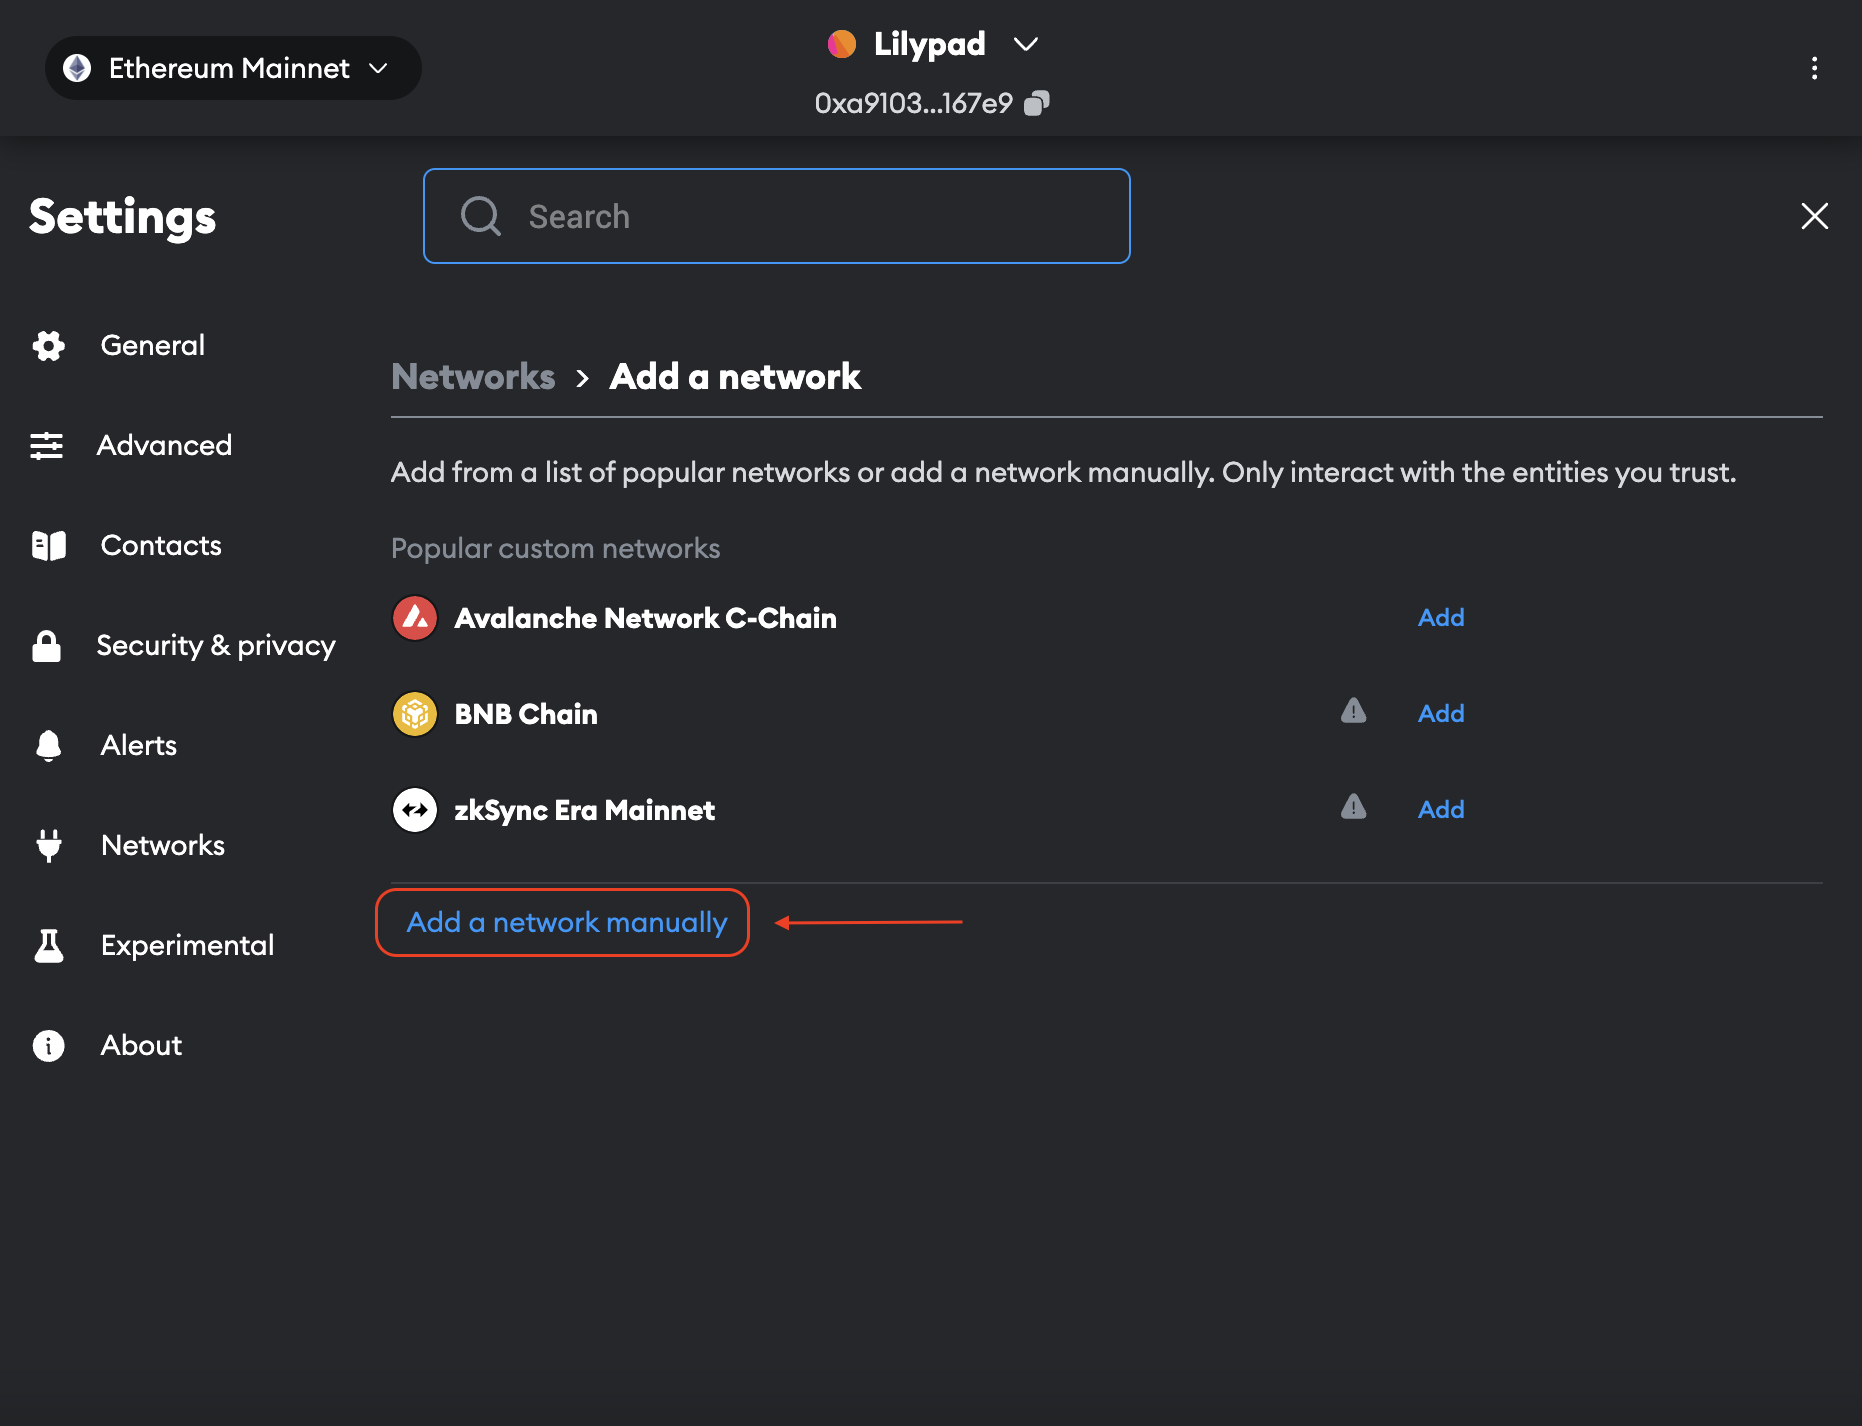 Ethereum Mainnet
Lilypad
0xa9103...167e9
Settings
Search
General
Advanced
Contacts
Security & privacy
Alerts
Networks
Experimental
About
Networks > Add a network
Add from a list of popular networks or add a network manually. Only interact with the entities you trust.
Popular custom networks
Avalanche Network C-Chain Add
BNB Chain Add
zkSync Era Mainnet Add
Add a network manually